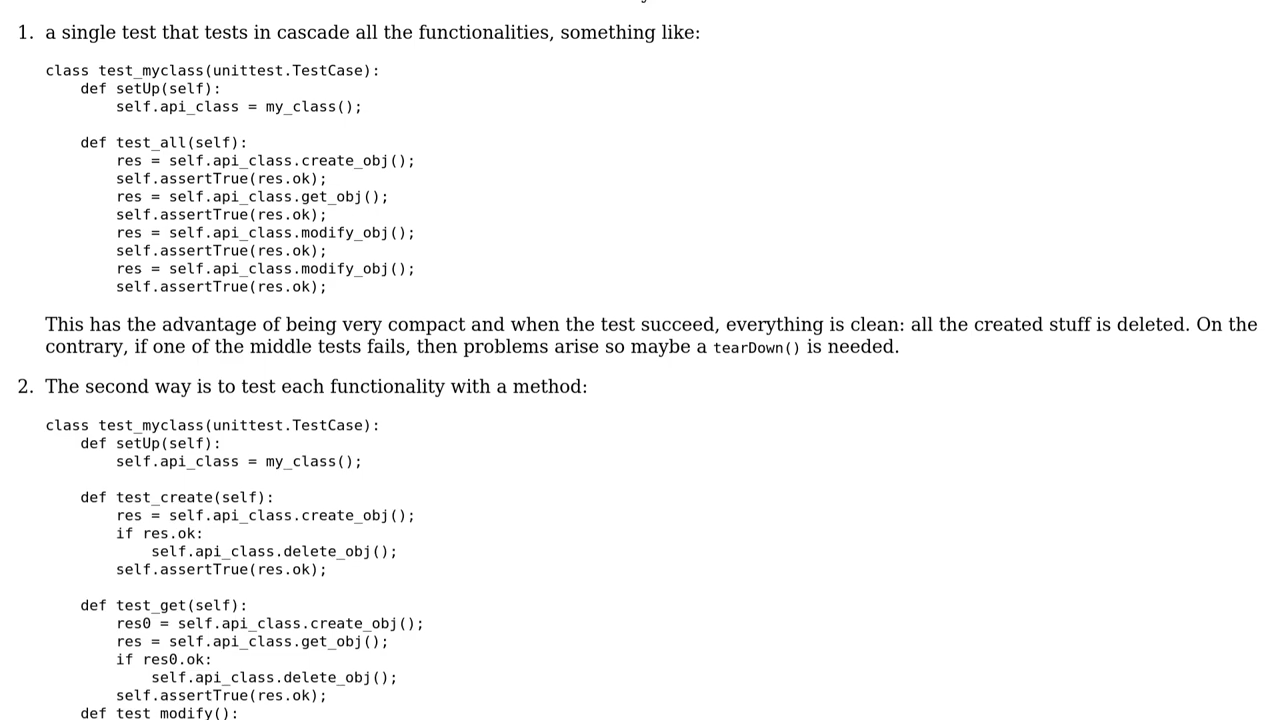 1. a single test that tests in cascade all the functionalities, something like:
class test_myclass(unittest.TestCase):
    def setUp(self):
        self.api_class = my_class();

    def test_all(self):
        res = self.api_class.create_obj();
        self.assertTrue(res.ok);
        res = self.api_class.get_obj();
        self.assertTrue(res.ok);
        res = self.api_class.modify_obj();
        self.assertTrue(res.ok);
        res = self.api_class.modify_obj();
        self.assertTrue(res.ok);
This has the advantage of being very compact and when the test succeed, everything is clean: all the created stuff is deleted. On the
contrary, if one of the middle tests fails, then problems arise so maybe a tearDown() is needed.
2. The second way is to test each functionality with a method:
class test_myclass(unittest.TestCase):
    def setUp(self):
        self.api_class = my_class();

    def test_create(self):
        res = self.api_class.create_obj();
        if res.ok:
            self.api_class.delete_obj();
        self.assertTrue(res.ok);

    def test_get(self):
        res0 = self.api_class.create_obj();
        res = self.api_class.get_obj();
        if res0.ok:
            self.api_class.delete_obj();
        self.assertTrue(res.ok);
    def test_modify():